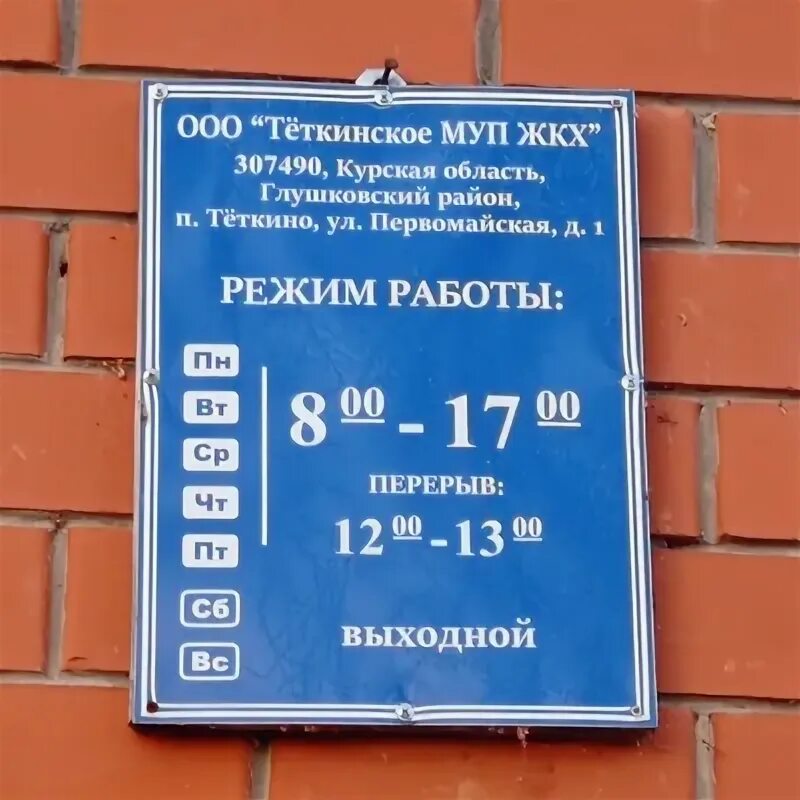 ООО “Тёткинское МУП ЖКХ”
307490, Курская область,
Глушковский район,
п. Тёткино, ул. Первомайская, д. 1
РЕЖИМ РАБОТЫ:
Пн
Вт
Ср
Чт
Пт
8 00 - 17 00
ПЕРЕРЫВ:
12 00 - 13 00
Сб
Вс
ВЫХОДНОЙ